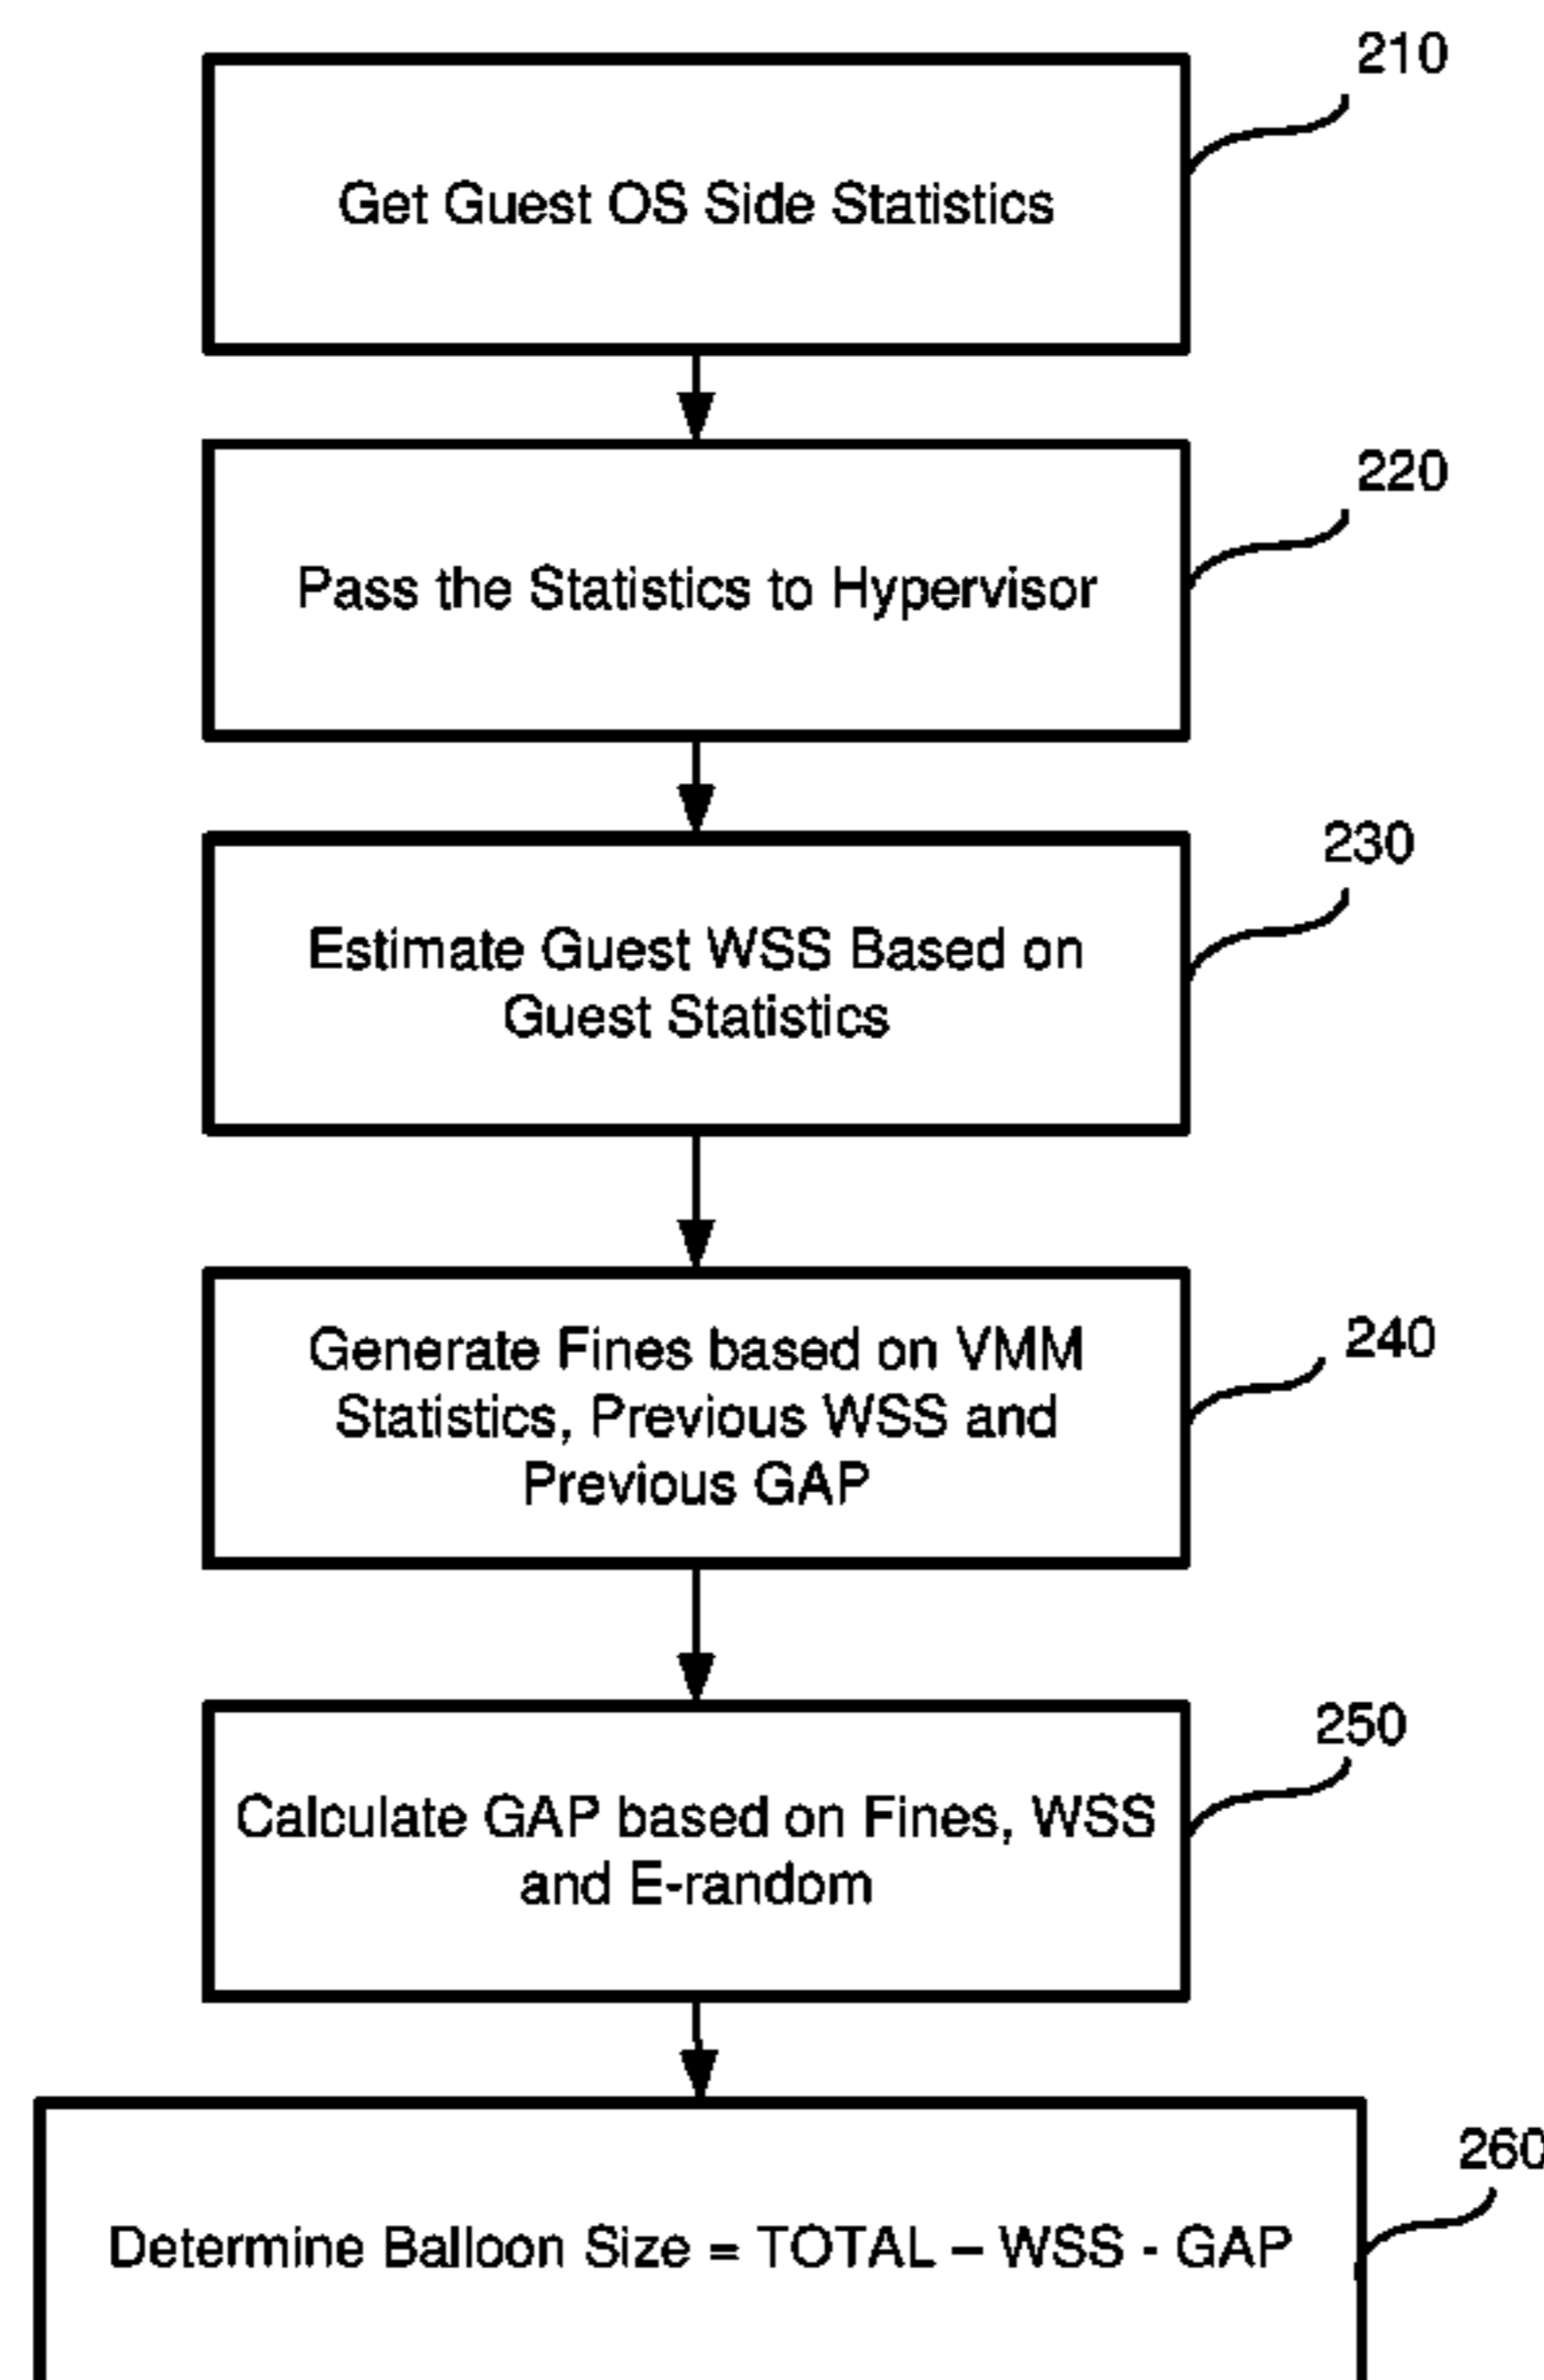 210
Get Guest OS Side Statistics
220
Pass the Statistics to Hypervisor
230
Estimate Guest WSS Based on
Guest Statistics
240
Generate Fines based on VMM
Statistics, Previous WSS and
Previous GAP
250
Calculate GAP based on Fines, WSS
and E-random
260
Determine Balloon Size = TOTAL – WSS - GAP